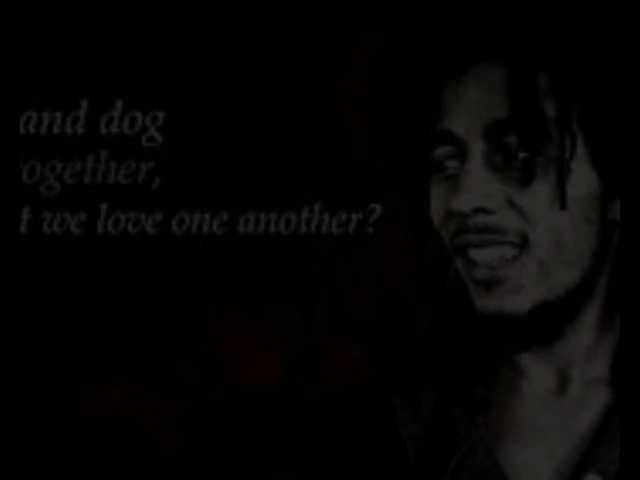 and dog
ogether,
t we love one another?